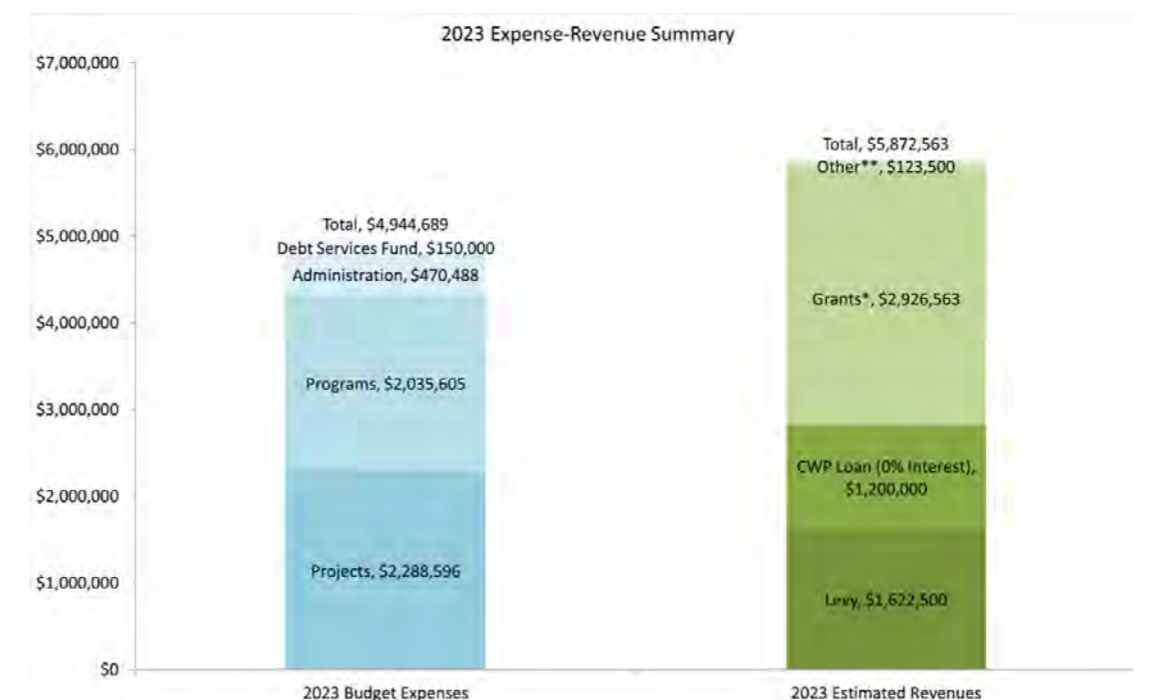 2023 Expense-Revenue Summary
$7,000,000
$6,000,000
$5,000,000
$4,000,000
$3,000,000
$2,000,000
$1,000,000
$0
Total, $4,944,689
Debt Services Fund, $150,000
Administration, $470,488
Programs, $2,035,605
Projects, $2,288,596
2023 Budget Expenses
Total, $5,872,563
Other**, $123,500
Grants*, $2,926,563
CWP Loan (0% Interest),
$1,200,000
Levy, $1,622,500
2023 Estimated Revenues